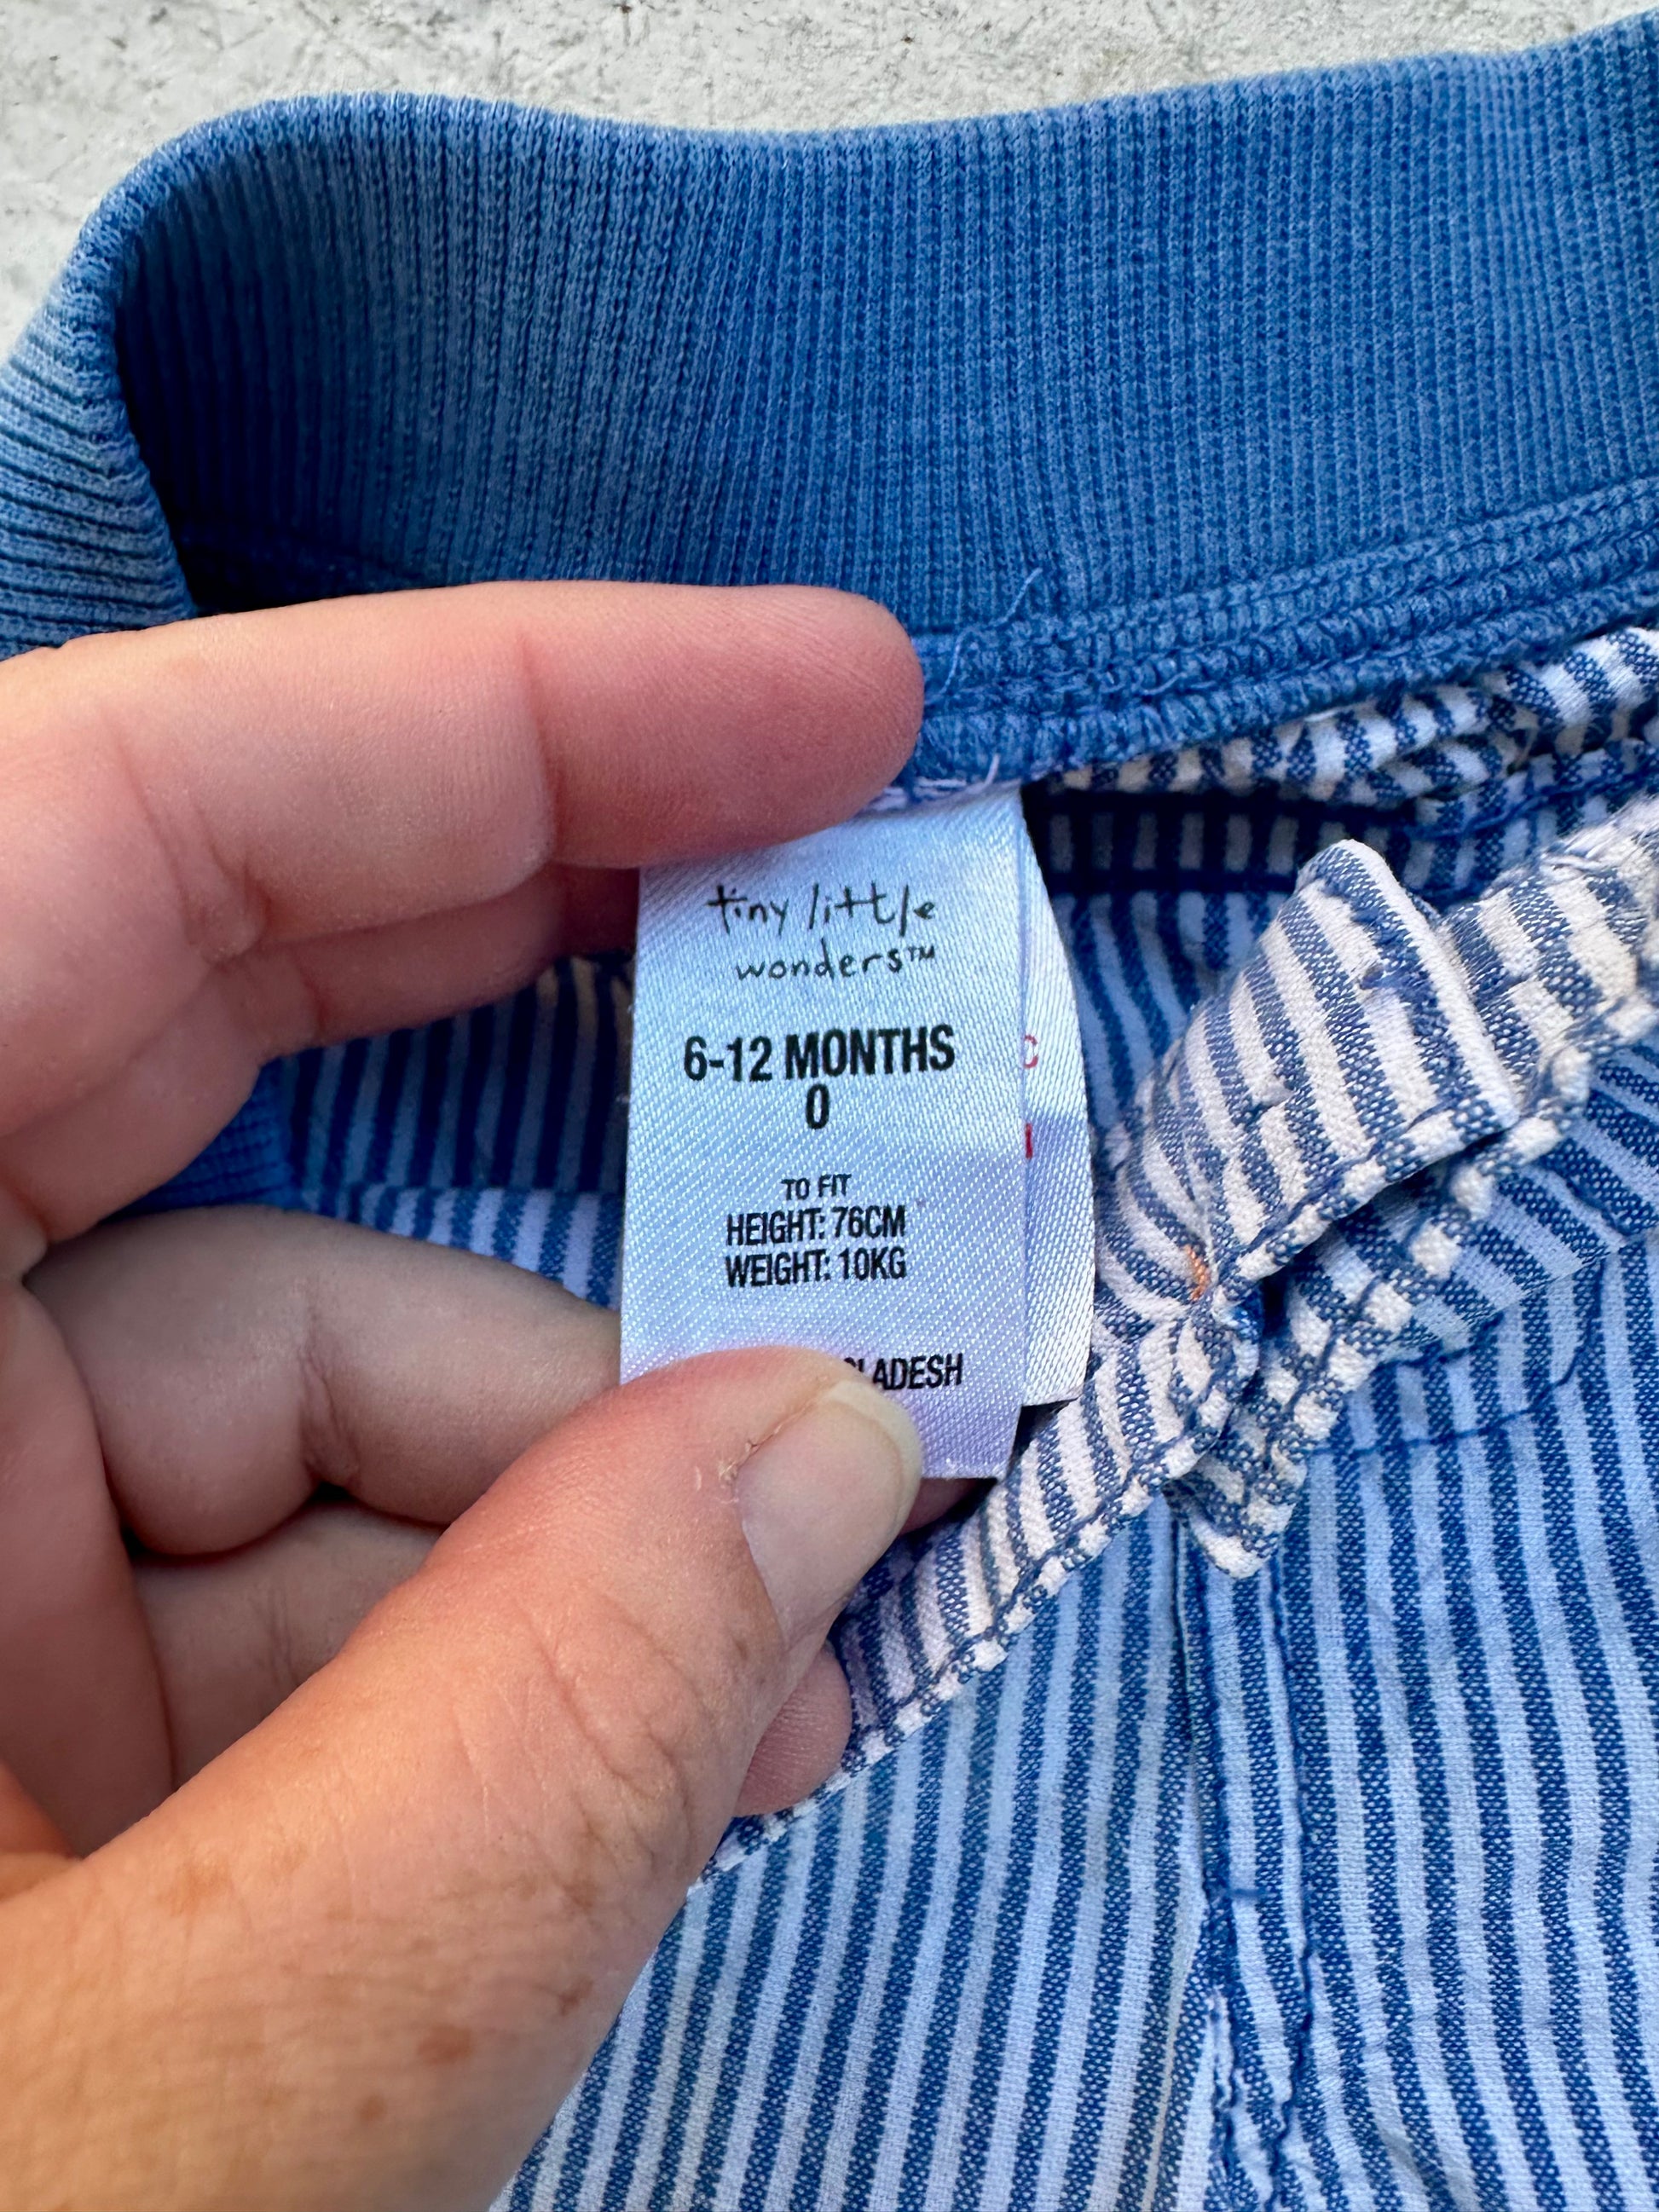 tiny little
wonders™
6-12 MONTHS
0
TO FIT
HEIGHT: 76CM
WEIGHT: 10KG